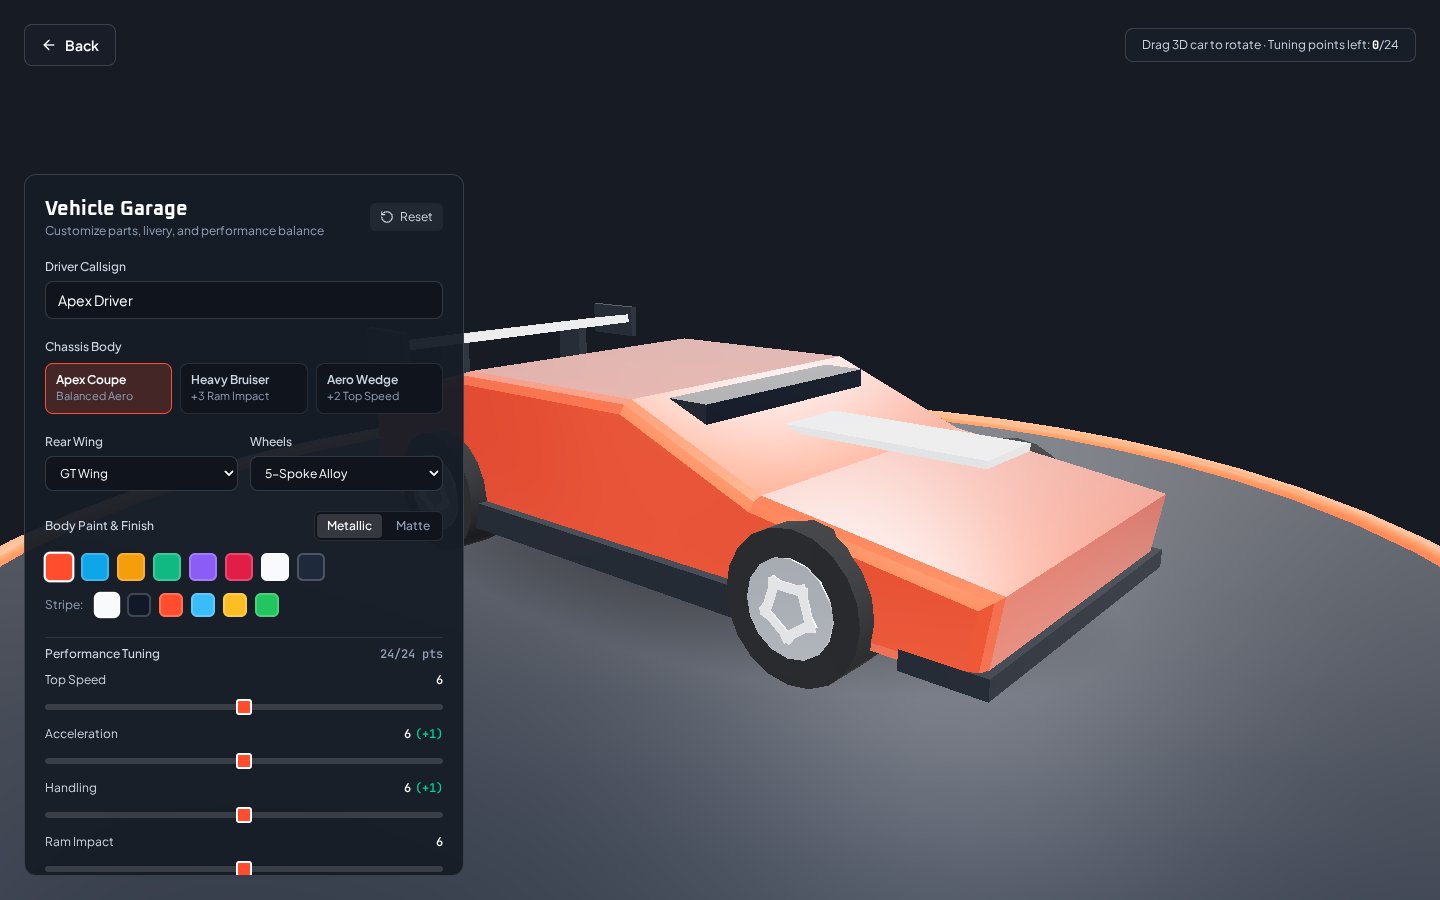 Back
Drag 3D car to rotate · Tuning points left: 0/24
Vehicle Garage
Customize parts, livery, and performance balance
Reset
Driver Callsign
Apex Driver
Chassis Body
Apex Coupe
Balanced Aero
Heavy Bruiser
+3 Ram Impact
Aero Wedge
+2 Top Speed
Rear Wing
GT Wing
Wheels
5-Spoke Alloy
Body Paint & Finish
Metallic
Matte
Stripe:
Performance Tuning
24/24 pts
Top Speed
6
Acceleration
6 (+1)
Handling
6 (+1)
Ram Impact
6